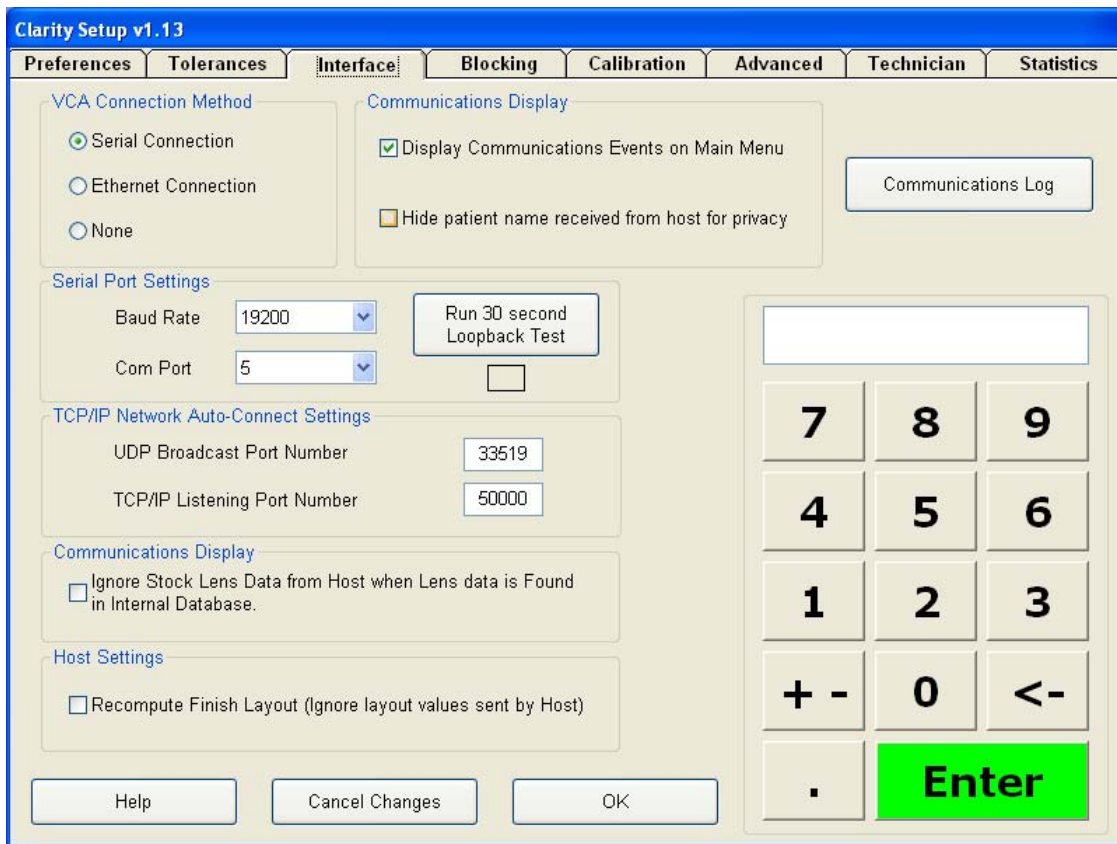 Clarity Setup v1.13
Preferences Tolerances Interface Blocking Calibration Advanced Technician Statistics
VCA Connection Method
Serial Connection
Ethernet Connection
None
Communications Display
Display Communications Events on Main Menu
Hide patient name received from host for privacy
Communications Log
Serial Port Settings
Baud Rate 19200
Com Port 5
Run 30 second
Loopback Test
TCP/IP Network Auto-Connect Settings
UDP Broadcast Port Number 33519
TCP/IP Listening Port Number 50000
Communications Display
Ignore Stock Lens Data from Host when Lens data is Found
in Internal Database.
Host Settings
Recompute Finish Layout (Ignore layout values sent by Host)
Help Cancel Changes OK
7 8 9
4 5 6
1 2 3
+ - 0 <-
. Enter